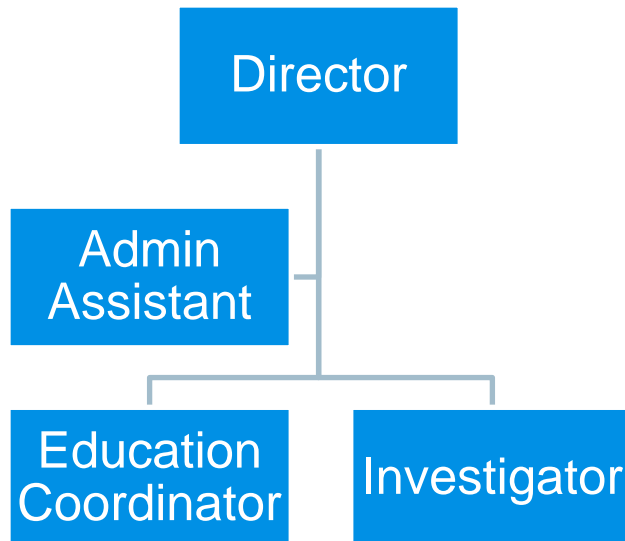 Director
Admin
Assistant
Education
Coordinator
Investigator